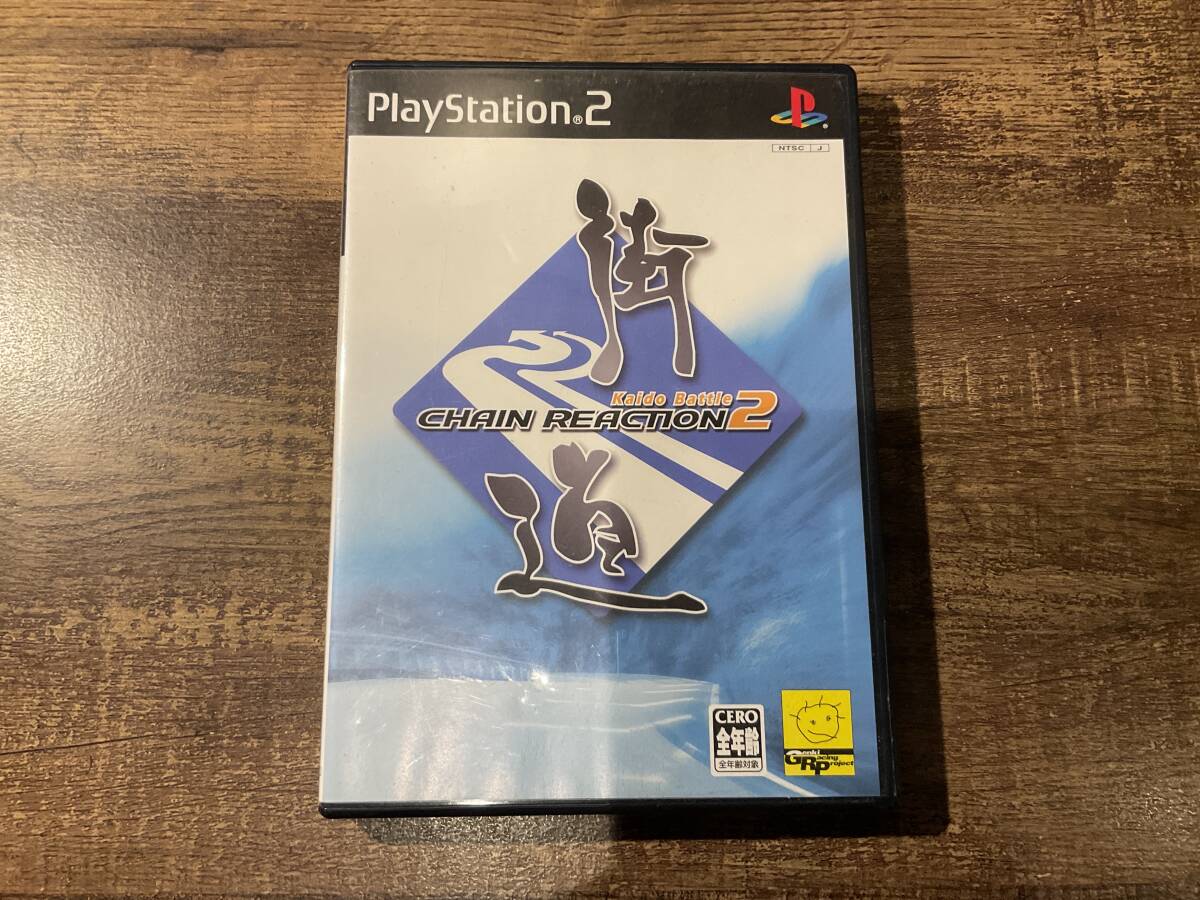 PlayStation®2
NTSC J
街
Kaido Battle
CHAIN REACTION 2
道
CERO
全年齢
全年齢対象
Genki
Racing
Project